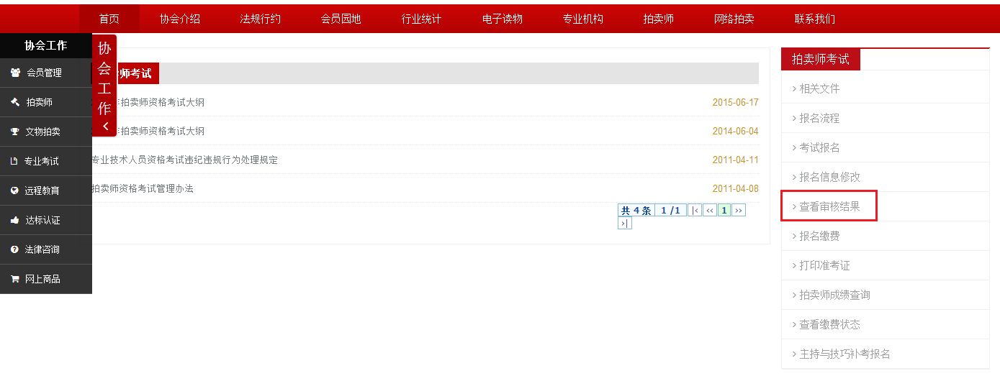 首页 协会介绍 法规行约 会员园地 行业统计 电子读物 专业机构 拍卖师 网络拍卖 联系我们
协会工作
会员管理
拍卖师
文物拍卖
专业考试
远程教育
达标认证
法律咨询
网上商品
协会工作
师考试
拍卖师资格考试大纲 2015-06-17
拍卖师资格考试大纲 2014-06-04
专业技术人员资格考试违纪违规行为处理规定 2011-04-11
拍卖师资格考试管理办法 2011-04-08
共 4 条 1 /1 |‹ ‹‹ 1 ››
›|
拍卖师考试
› 相关文件
› 报名流程
› 考试报名
› 报名信息修改
› 查看审核结果
› 报名缴费
› 打印准考证
› 拍卖师成绩查询
› 查看缴费状态
› 主持与技巧补考报名